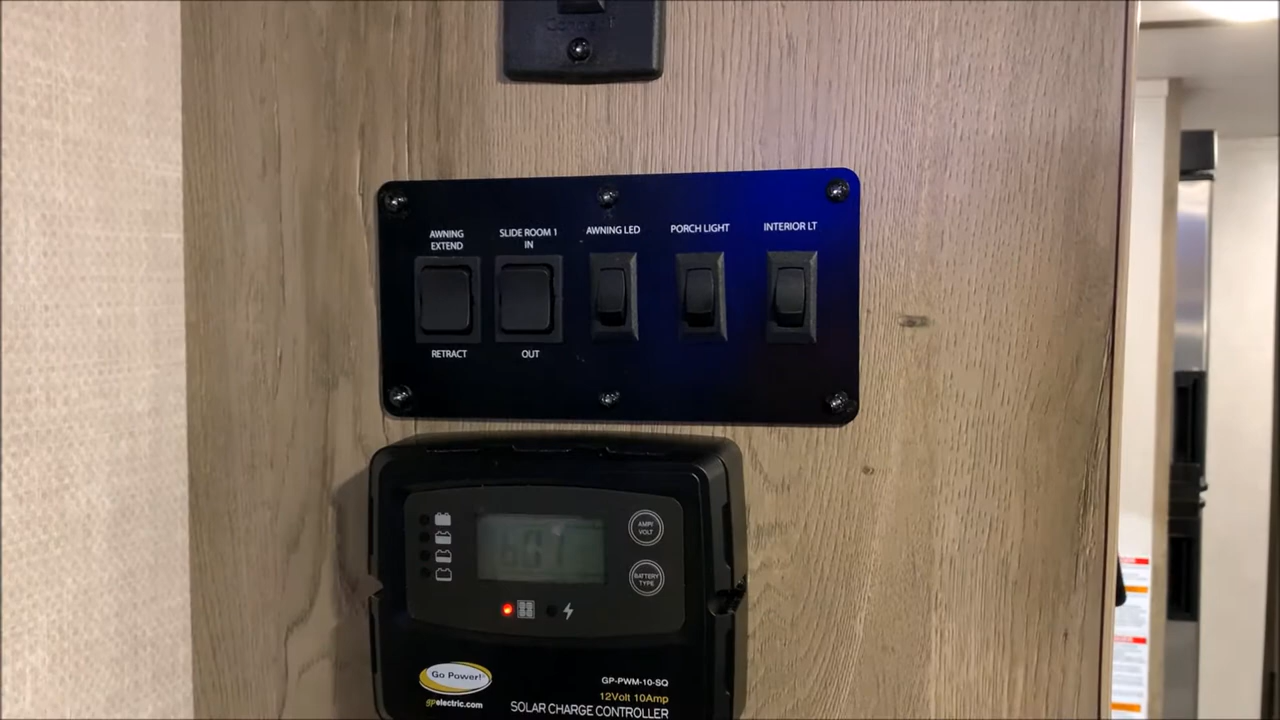 AWNING
EXTEND
SLIDE ROOM 1
IN
AWNING LED
PORCH LIGHT
INTERIOR LT
RETRACT
OUT
AMP/
VOLT
BATTERY
TYPE
Go Power!
gpelectric.com
GP-PWM-10-SQ
12Volt 10Amp
SOLAR CHARGE CONTROLLER